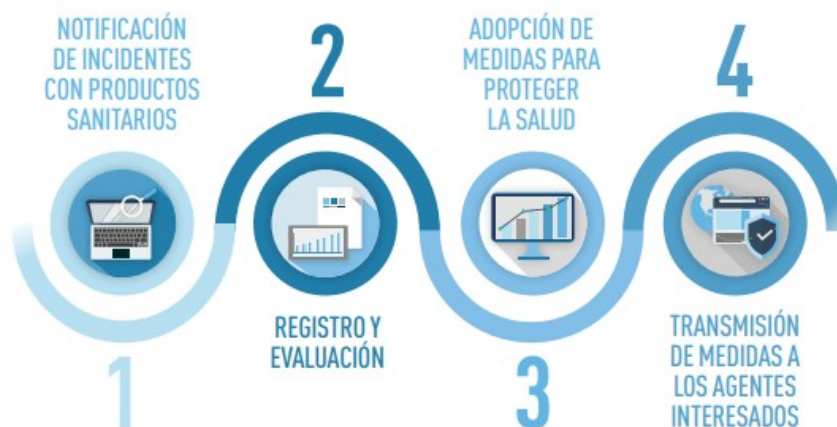 NOTIFICACIÓN
DE INCIDENTES
CON PRODUCTOS
SANITARIOS
1
2
REGISTRO Y
EVALUACIÓN
ADOPCIÓN DE
MEDIDAS PARA
PROTEGER
LA SALUD
3
4
TRANSMISIÓN
DE MEDIDAS A
LOS AGENTES
INTERESADOS